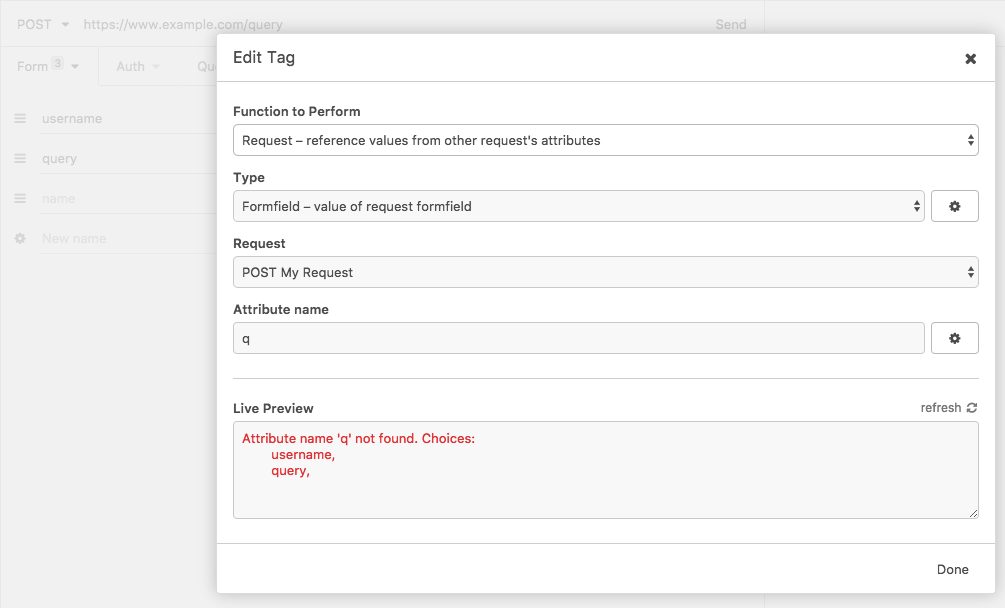 POST https://www.example.com/query Send
Form 3 Auth Qu
username
query
name
New name
Edit Tag
Function to Perform
Request – reference values from other request's attributes
Type
Formfield – value of request formfield
Request
POST My Request
Attribute name
q
Live Preview refresh
Attribute name 'q' not found. Choices:
username,
query,
Done